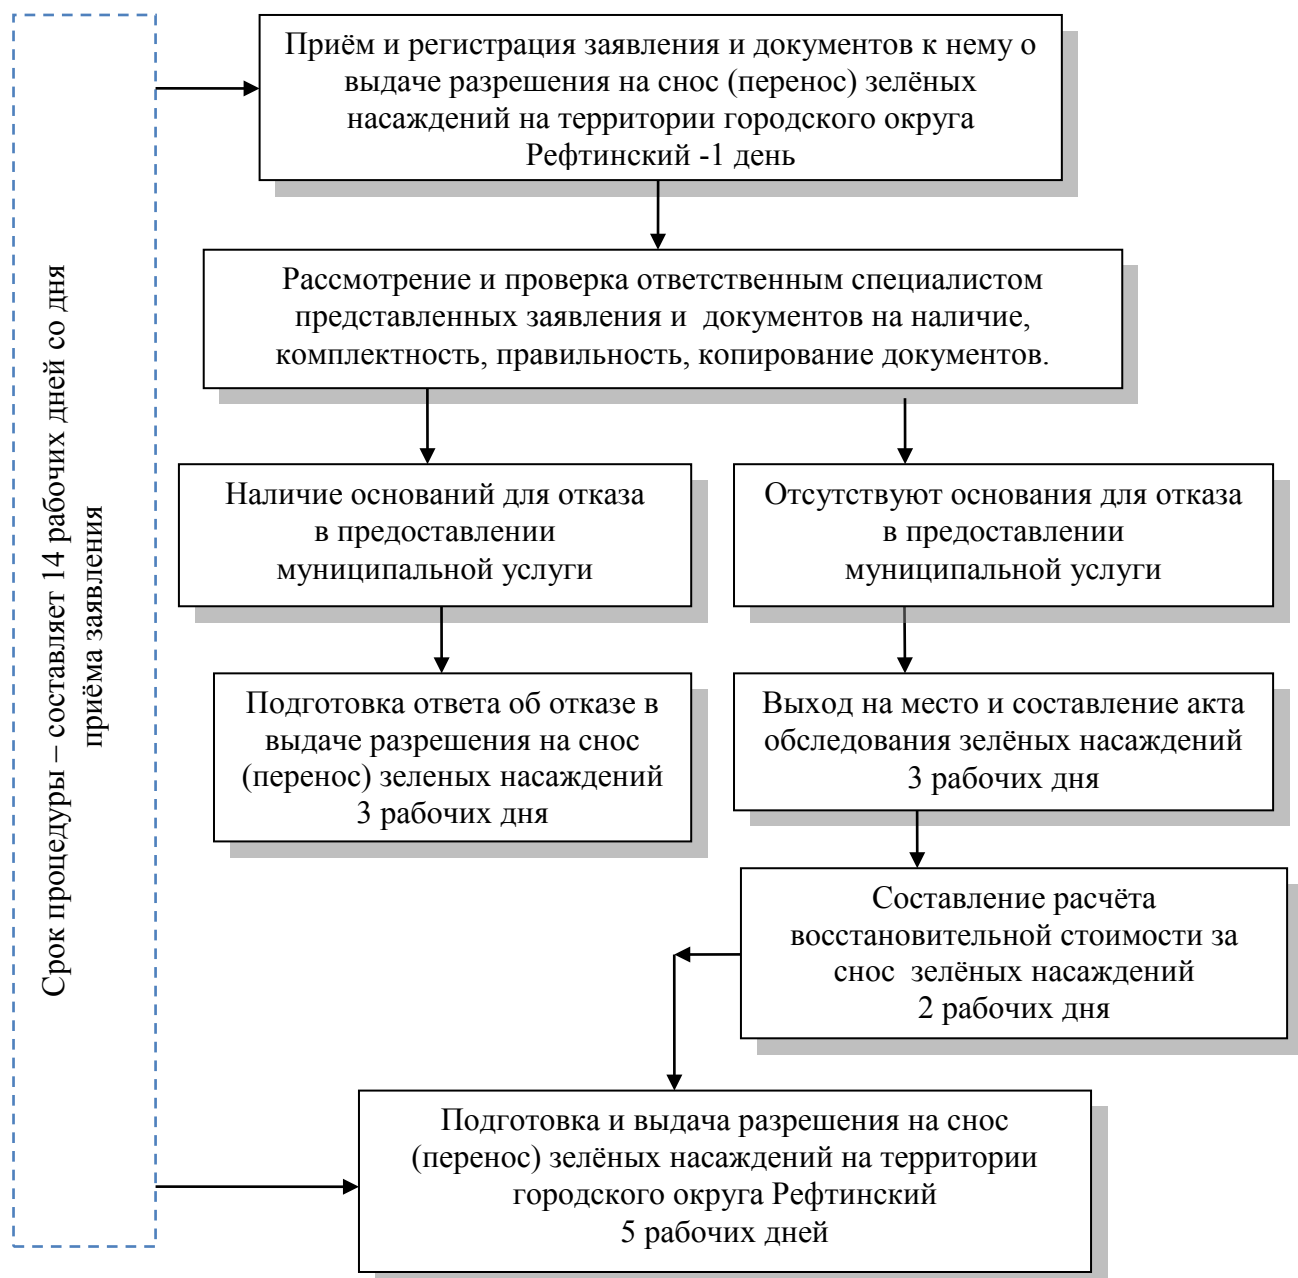 Срок процедуры – составляет 14 рабочих дней со дня
приёма заявления
Приём и регистрация заявления и документов к нему о
выдаче разрешения на снос (перенос) зелёных
насаждений на территории городского округа
Рефтинский -1 день
Рассмотрение и проверка ответственным специалистом
представленных заявления и  документов на наличие,
комплектность, правильность, копирование документов.
Наличие оснований для отказа
в предоставлении
муниципальной услуги
Отсутствуют основания для отказа
в предоставлении
муниципальной услуги
Подготовка ответа об отказе в
выдаче разрешения на снос
(перенос) зеленых насаждений
3 рабочих дня
Выход на место и составление акта
обследования зелёных насаждений
3 рабочих дня
Составление расчёта
восстановительной стоимости за
снос  зелёных насаждений
2 рабочих дня
Подготовка и выдача разрешения на снос
(перенос) зелёных насаждений на территории
городского округа Рефтинский
5 рабочих дней